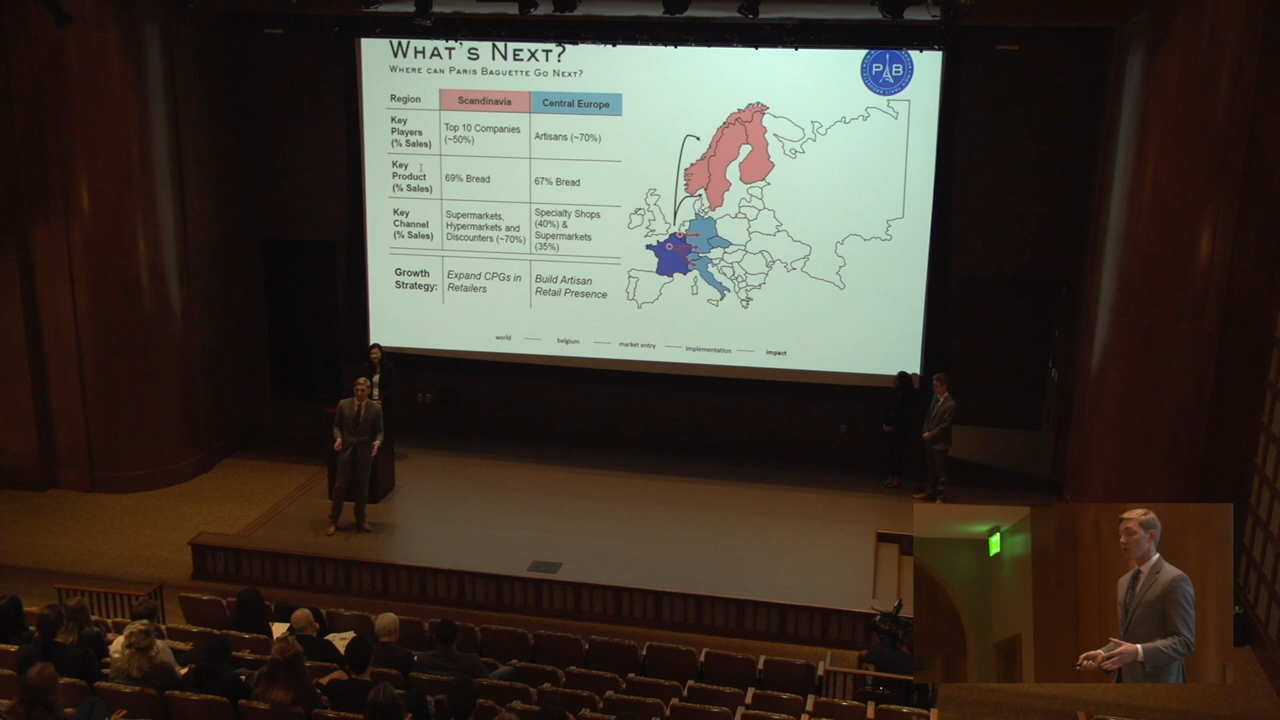 What's Next?
Where can Paris Baguette Go Next?
PAB
Region Scandinavia Central Europe
Key Players (% Sales)
Top 10 Companies (~50%)
Artisans (~70%)
Key Product (% Sales)
69% Bread
67% Bread
Key Channel (% Sales)
Supermarkets, Hypermarkets and Discounters (~70%)
Specialty Shops (40%) & Supermarkets (35%)
Growth Strategy:
Expand CPGs in Retailers
Build Artisan Retail Presence
world belgium market entry implementation impact